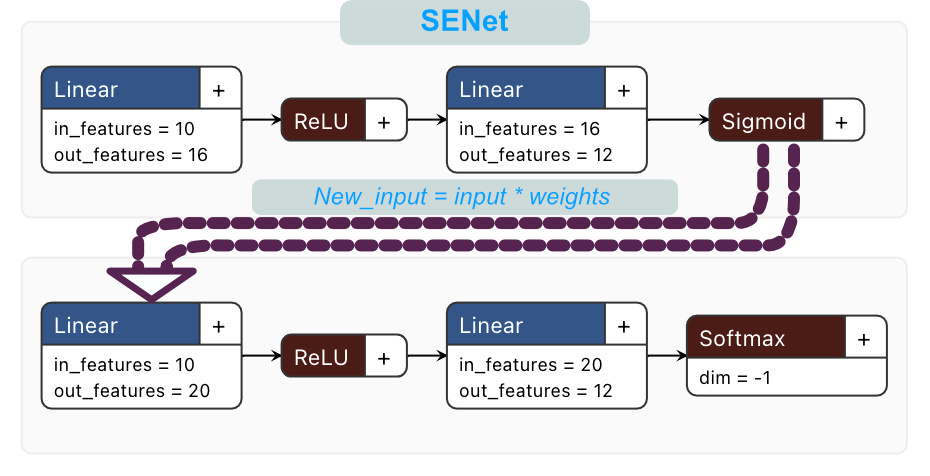 SENet
Linear +
in_features = 10
out_features = 16
ReLU +
Linear +
in_features = 16
out_features = 12
Sigmoid +
New_input = input * weights
Linear +
in_features = 10
out_features = 20
ReLU +
Linear +
in_features = 20
out_features = 12
Softmax +
dim = -1